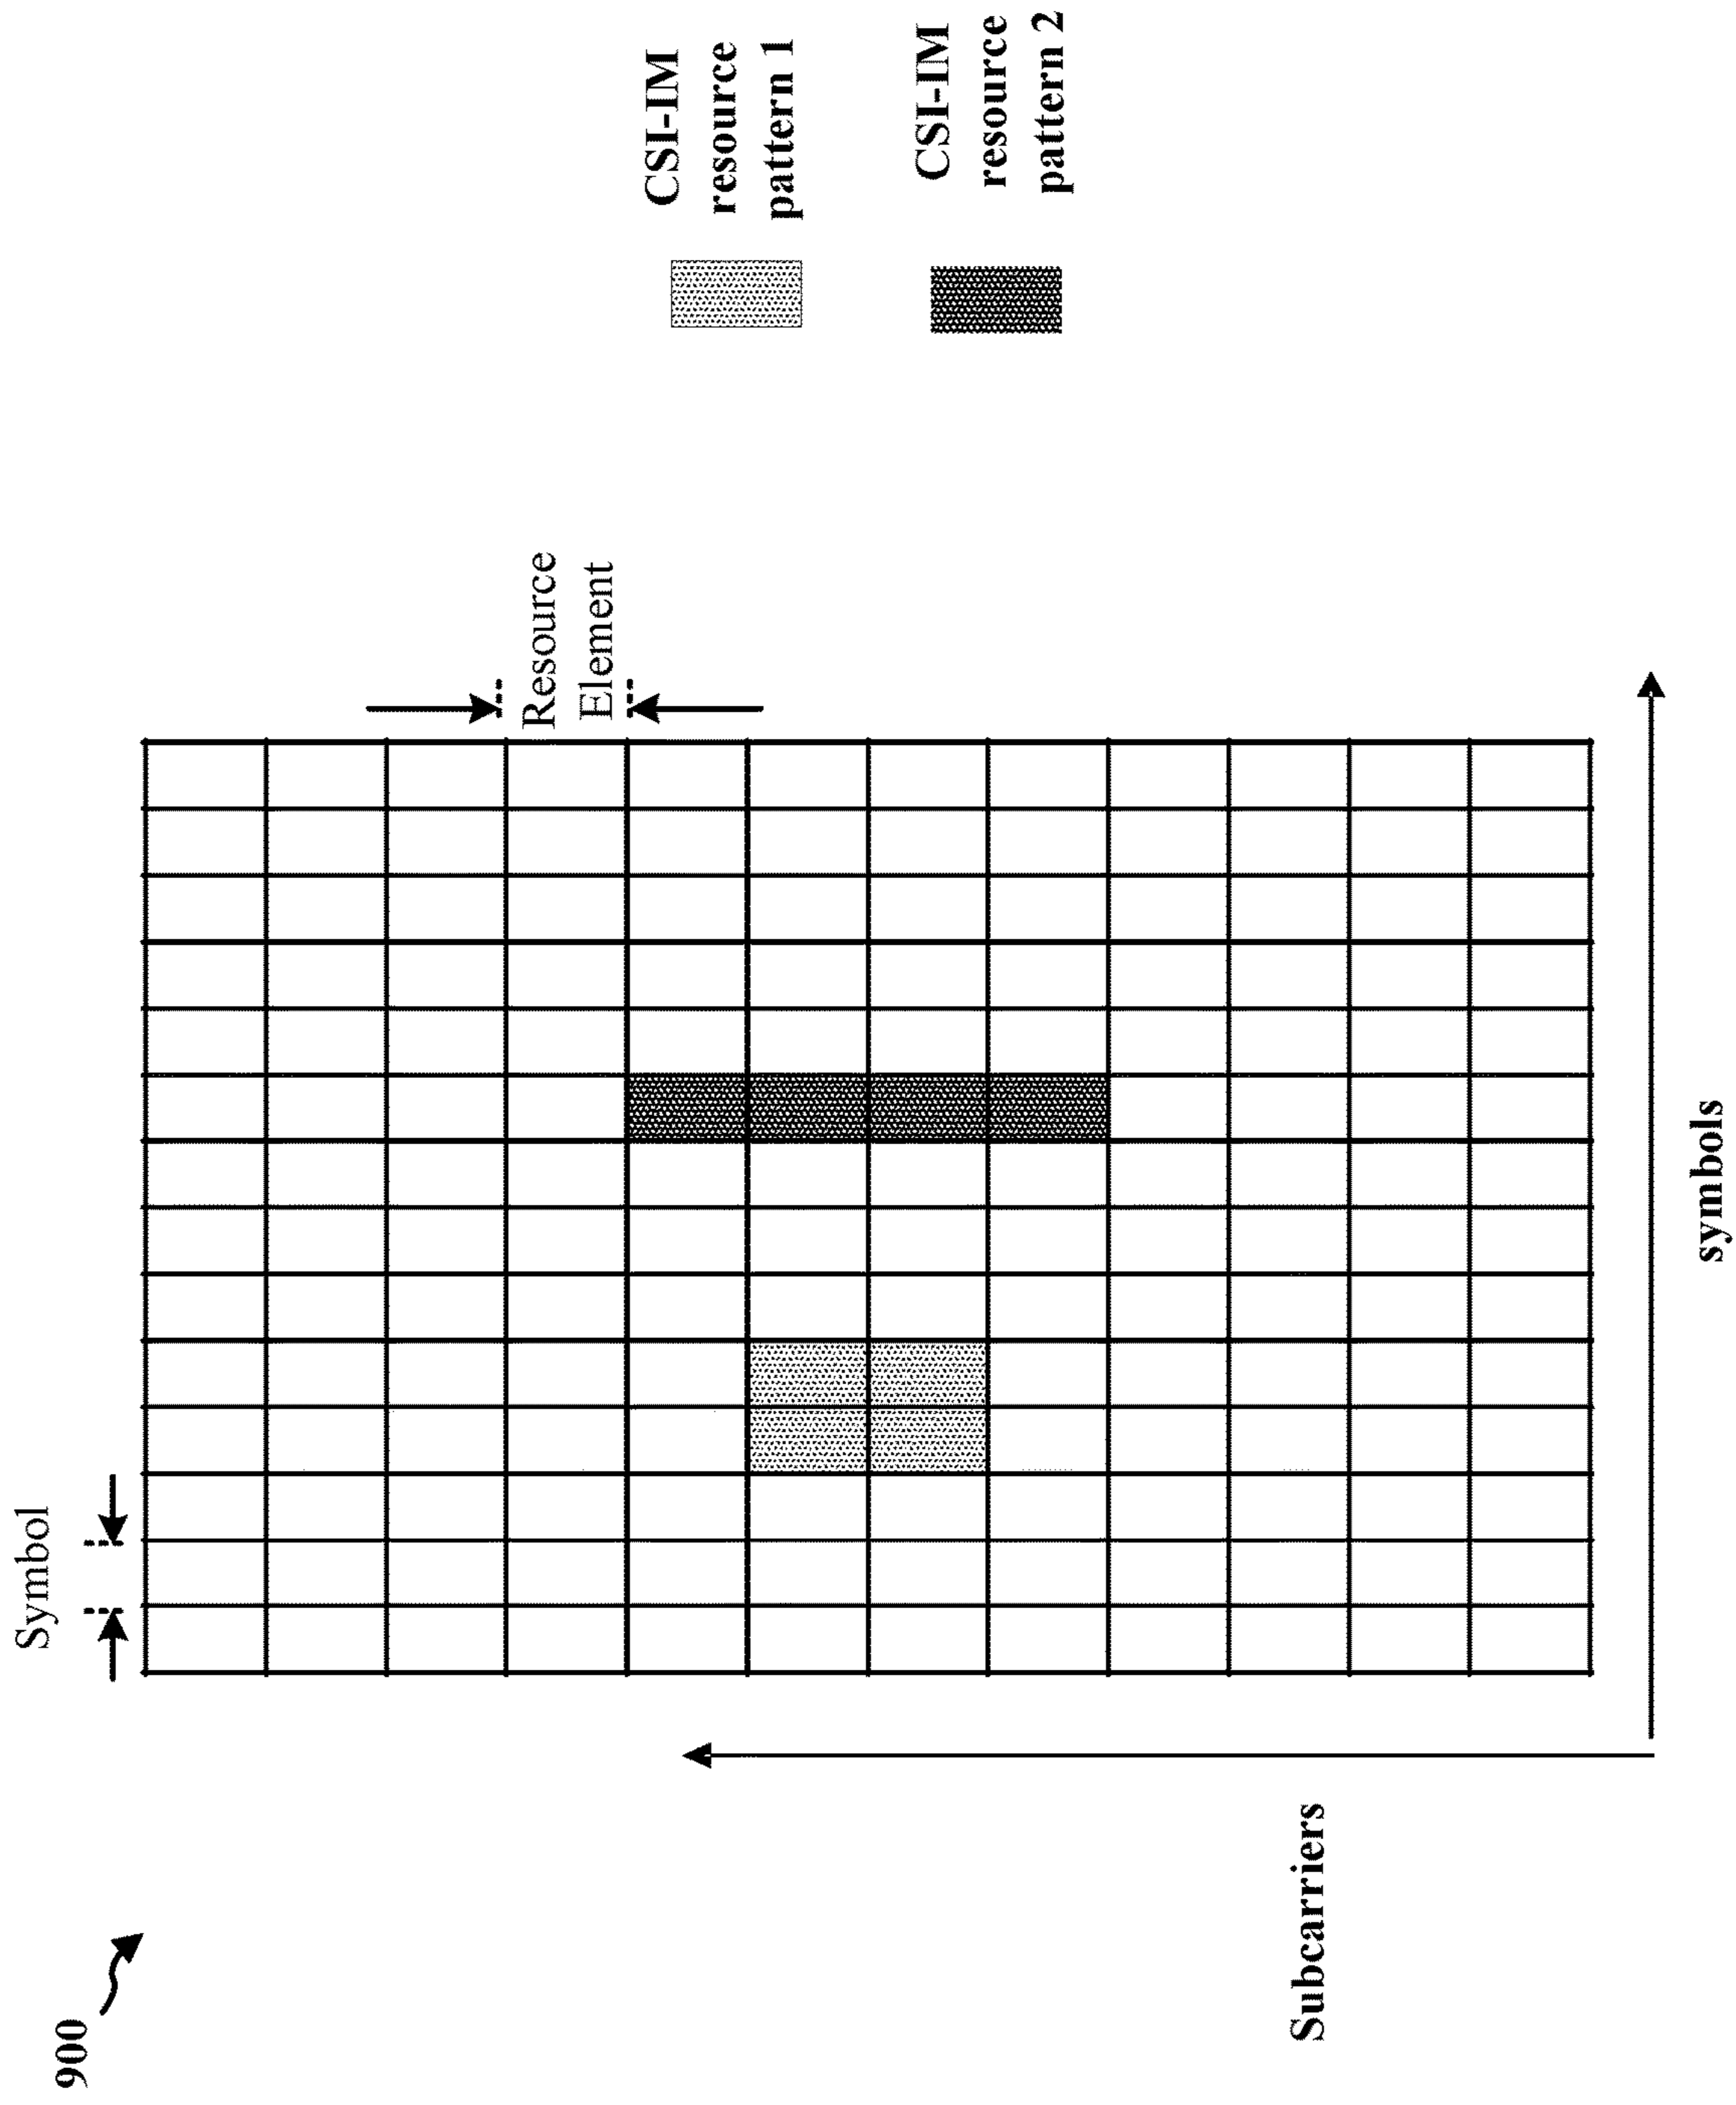 900
Symbol
Resource
Element
CSI-IM
resource
pattern 1
CSI-IM
resource
pattern 2
Subcarriers
symbols